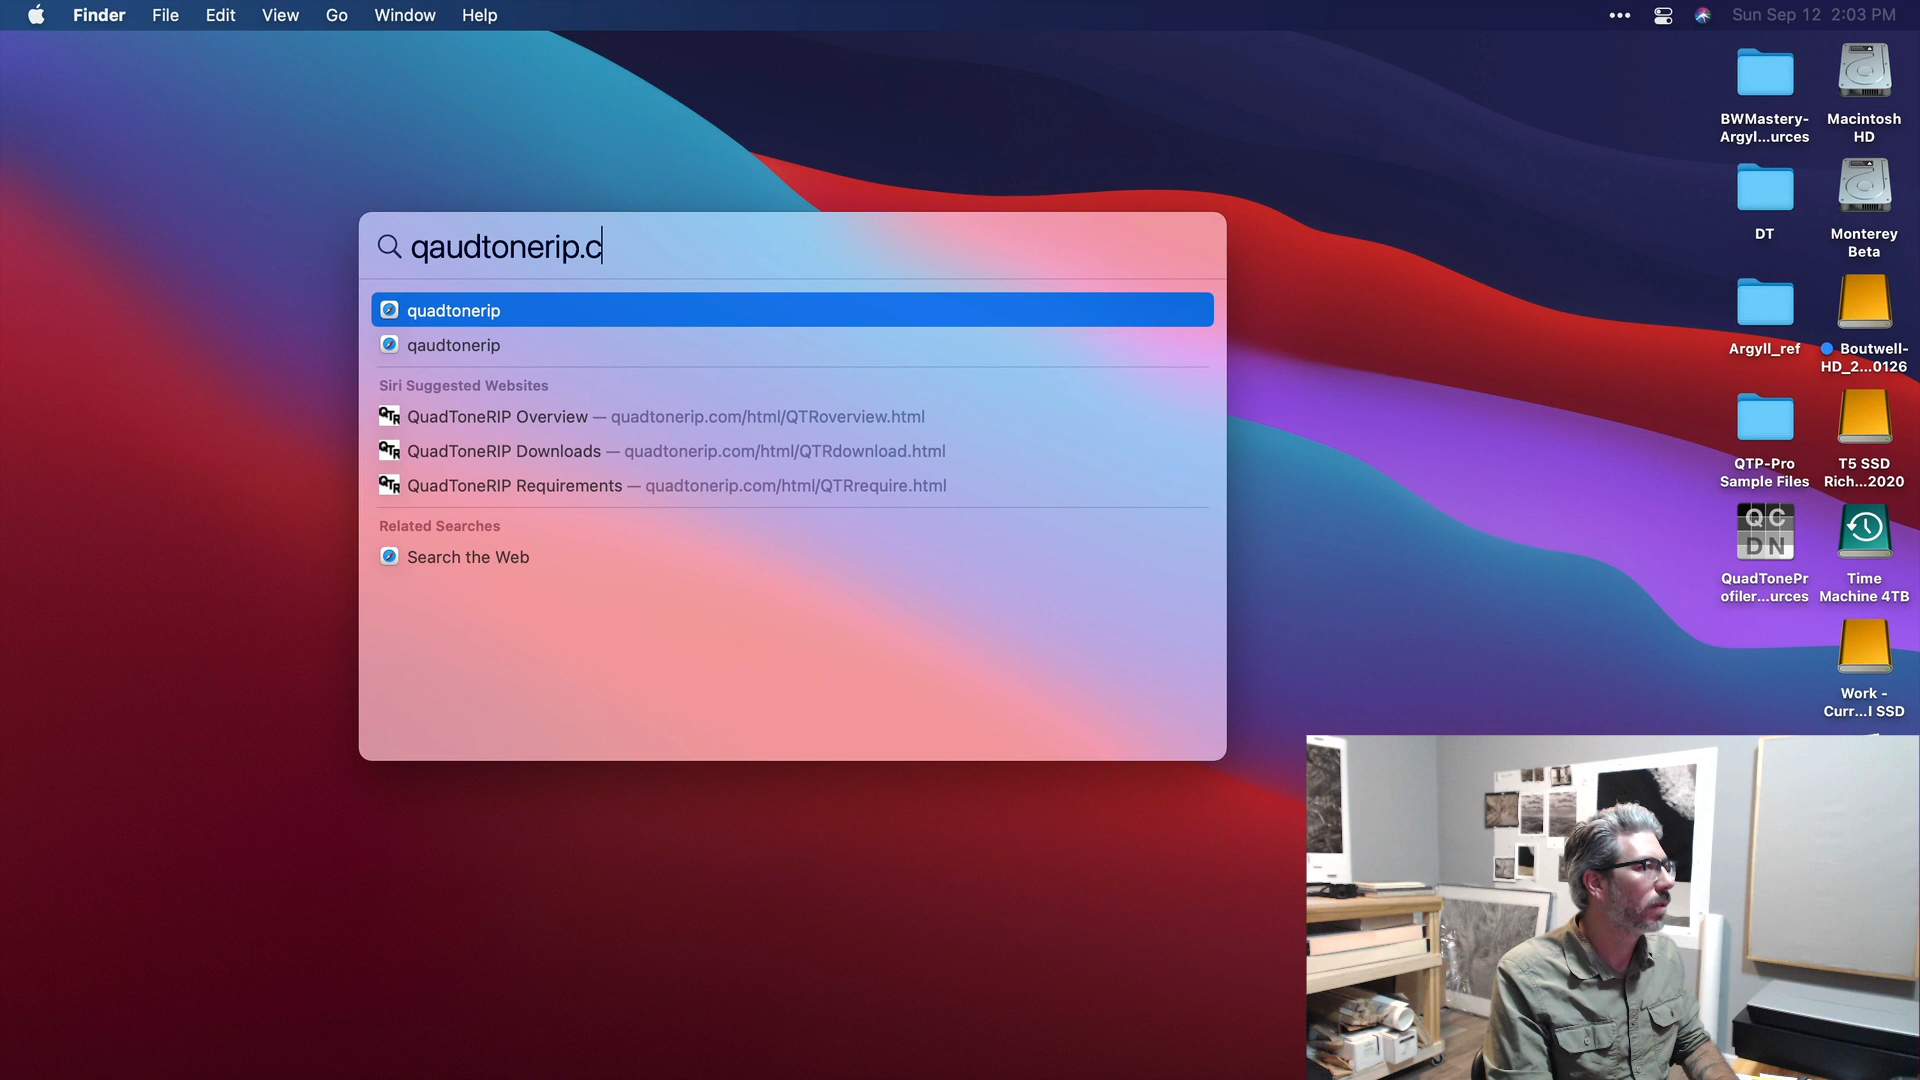 Finder File Edit View Go Window Help ••• Sun Sep 12 2:03 PM
BWMastery-
Argyl...urces
Macintosh
HD
DT
Monterey
Beta
Argyll_ref
Boutwell-
HD_2...0126
QTP-Pro
Sample Files
T5 SSD
Rich...2020
QC
DN
QuadTonePr
ofiler...urces
Time
Machine 4TB
Work -
Curr...l SSD
qaudtonerip.c
quadtonerip
qaudtonerip
Siri Suggested Websites
QTR QuadToneRIP Overview — quadtonerip.com/html/QTRoverview.html
QTR QuadToneRIP Downloads — quadtonerip.com/html/QTRdownload.html
QTR QuadToneRIP Requirements — quadtonerip.com/html/QTRrequire.html
Related Searches
Search the Web